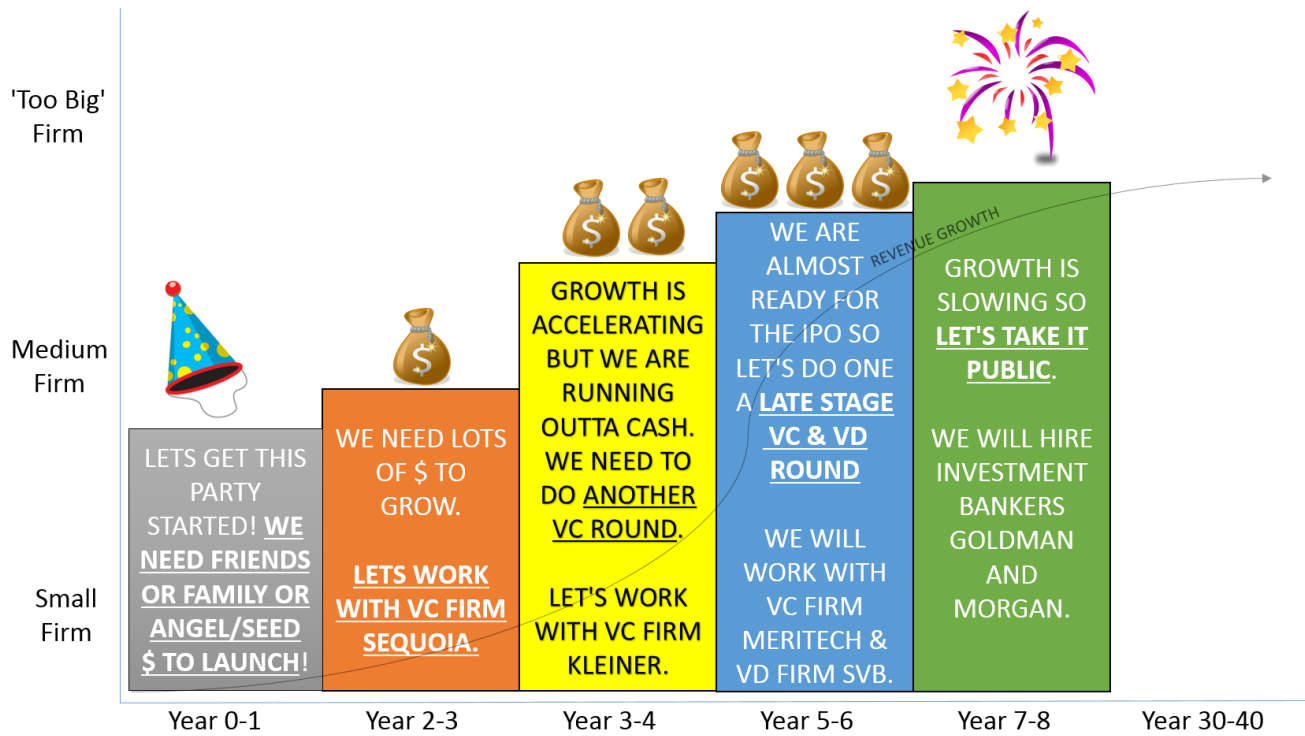 'Too Big'
Firm
Medium
Firm
Small
Firm
LETS GET THIS
PARTY
STARTED! WE
NEED FRIENDS
OR FAMILY OR
ANGEL/SEED
$ TO LAUNCH!
WE NEED LOTS
OF $ TO
GROW.
LETS WORK
WITH VC FIRM
SEQUOIA.
GROWTH IS
ACCELERATING
BUT WE ARE
RUNNING
OUTTA CASH.
WE NEED TO
DO ANOTHER
VC ROUND.
LET'S WORK
WITH VC FIRM
KLEINER.
WE ARE
ALMOST
READY FOR
THE IPO SO
LET'S DO ONE
A LATE STAGE
VC & VD
ROUND
WE WILL
WORK WITH
VC FIRM
MERITECH &
VD FIRM SVB.
REVENUE GROWTH
GROWTH IS
SLOWING SO
LET'S TAKE IT
PUBLIC.
WE WILL HIRE
INVESTMENT
BANKERS
GOLDMAN
AND
MORGAN.
$
$
$
$
$
$
Year 0-1
Year 2-3
Year 3-4
Year 5-6
Year 7-8
Year 30-40